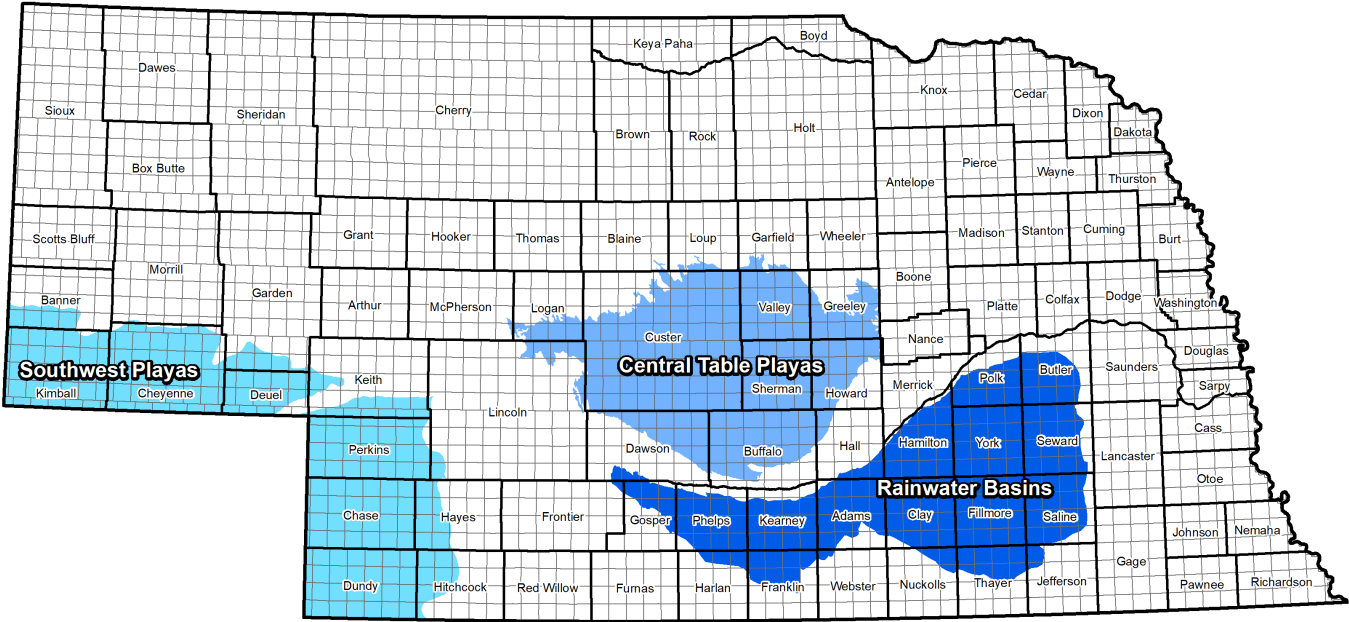 Keya Paha
Boyd
Dawes
Knox
Cedar
Sioux
Sheridan
Cherry
Dixon
Brown
Rock
Holt
Dakota
Box Butte
Pierce
Wayne
Antelope
Thurston
Scotts Bluff
Grant
Hooker
Thomas
Blaine
Loup
Garfield
Wheeler
Madison
Stanton
Cuming
Burt
Morrill
Boone
Banner
Garden
Arthur
McPherson
Logan
Valley
Greeley
Platte
Colfax
Dodge
Washington
Custer
Nance
Douglas
Southwest Playas
Central Table Playas
Saunders
Kimball
Cheyenne
Deuel
Keith
Sherman
Howard
Merrick
Polk
Butler
Sarpy
Lincoln
Cass
Perkins
Dawson
Buffalo
Hall
Hamilton
York
Seward
Lancaster
Otoe
Rainwater Basins
Chase
Hayes
Frontier
Gosper
Phelps
Kearney
Adams
Clay
Fillmore
Saline
Johnson
Nemaha
Gage
Dundy
Hitchcock
Red Willow
Furnas
Harlan
Franklin
Webster
Nuckolls
Thayer
Jefferson
Pawnee
Richardson